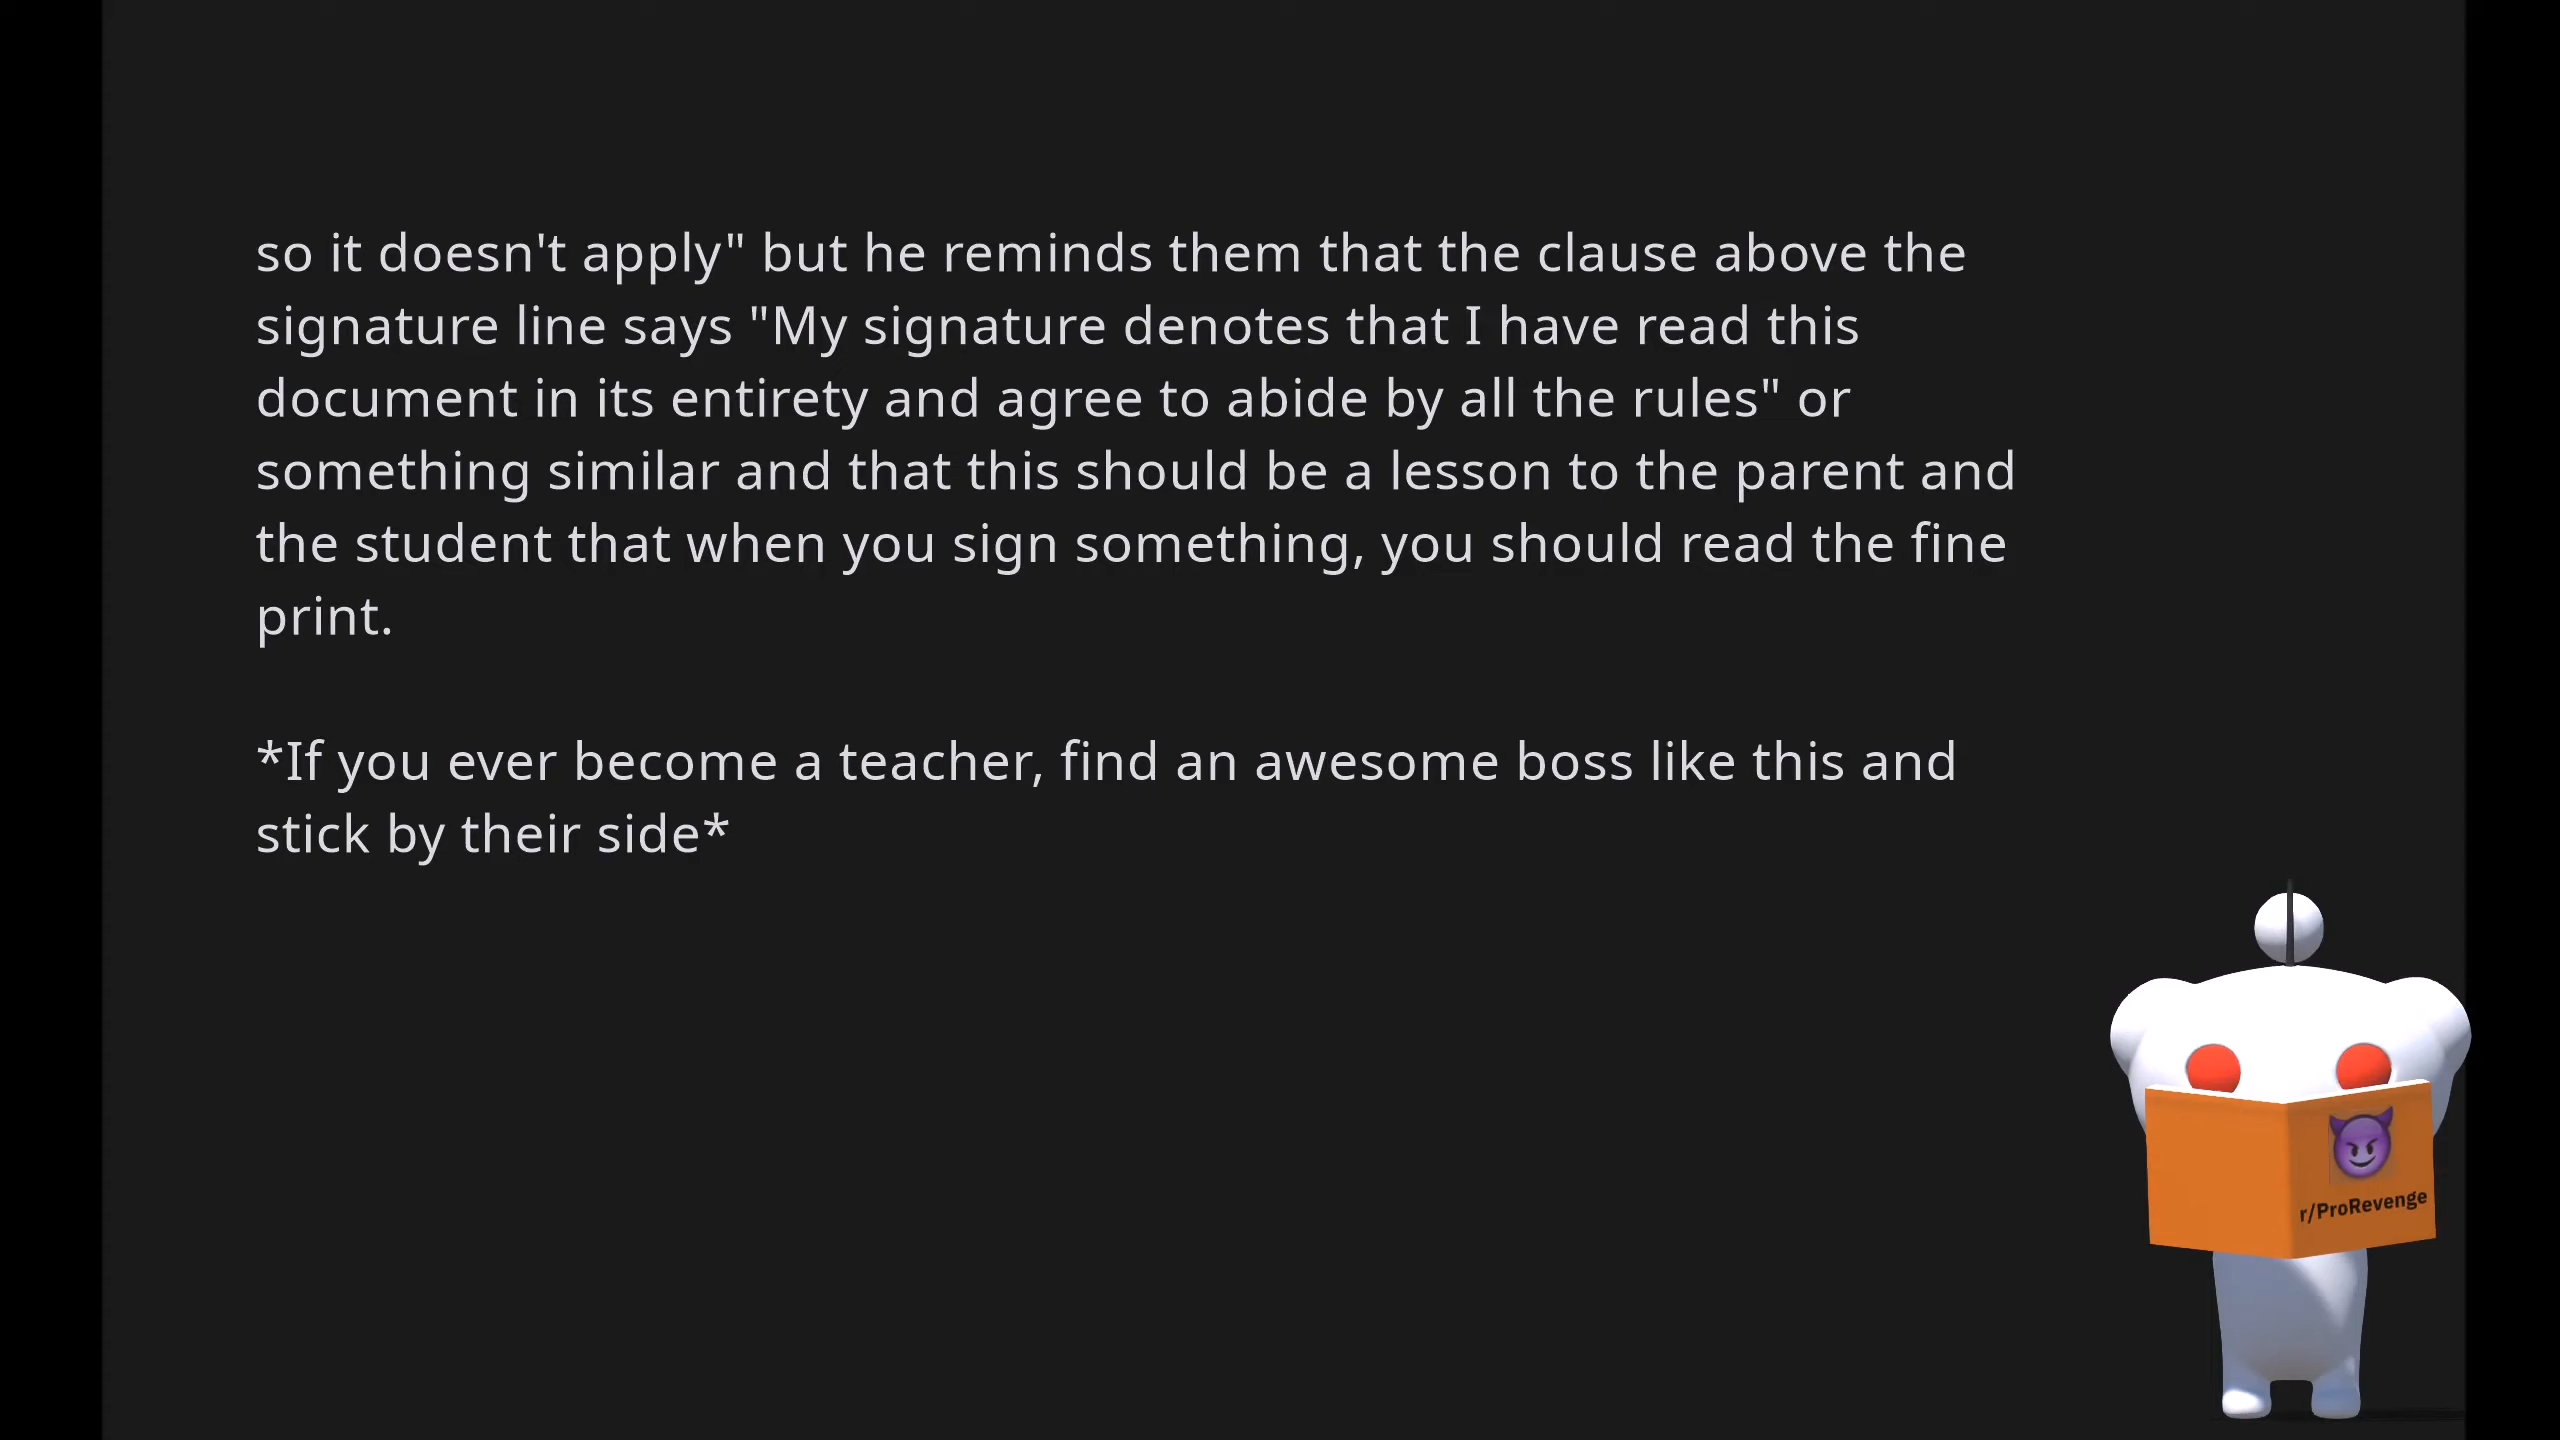 so it doesn't apply" but he reminds them that the clause above the
signature line says "My signature denotes that I have read this
document in its entirety and agree to abide by all the rules" or
something similar and that this should be a lesson to the parent and
the student that when you sign something, you should read the fine
print.
*If you ever become a teacher, find an awesome boss like this and
stick by their side*
r/ProRevenge